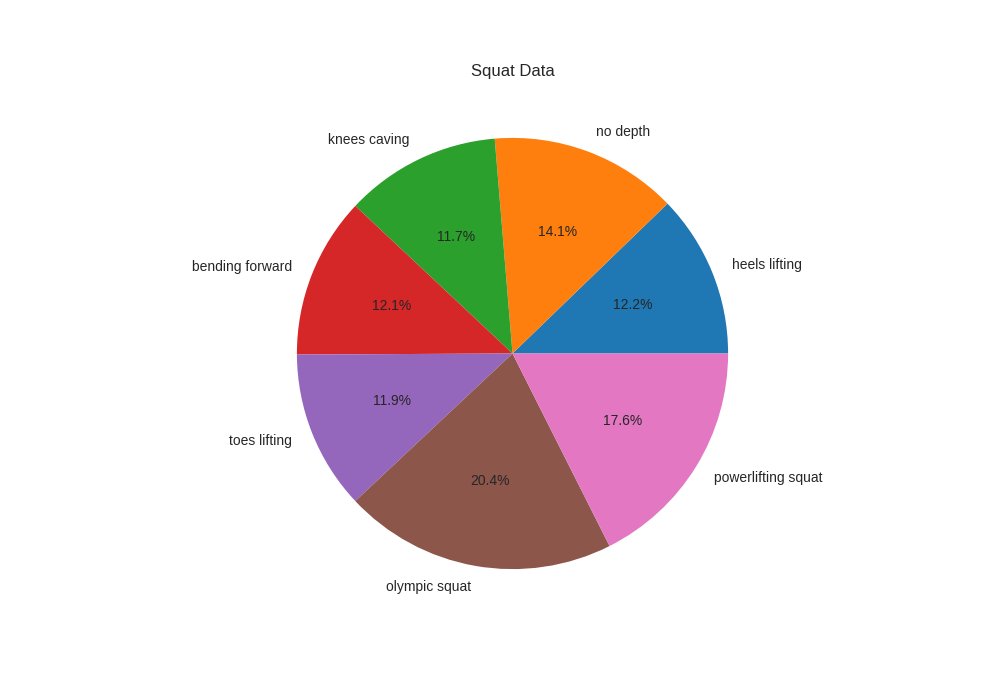 Squat Data
no depth
knees caving
14.1%
11.7%
heels lifting
bending forward
12.2%
12.1%
11.9%
17.6%
toes lifting
powerlifting squat
20.4%
olympic squat